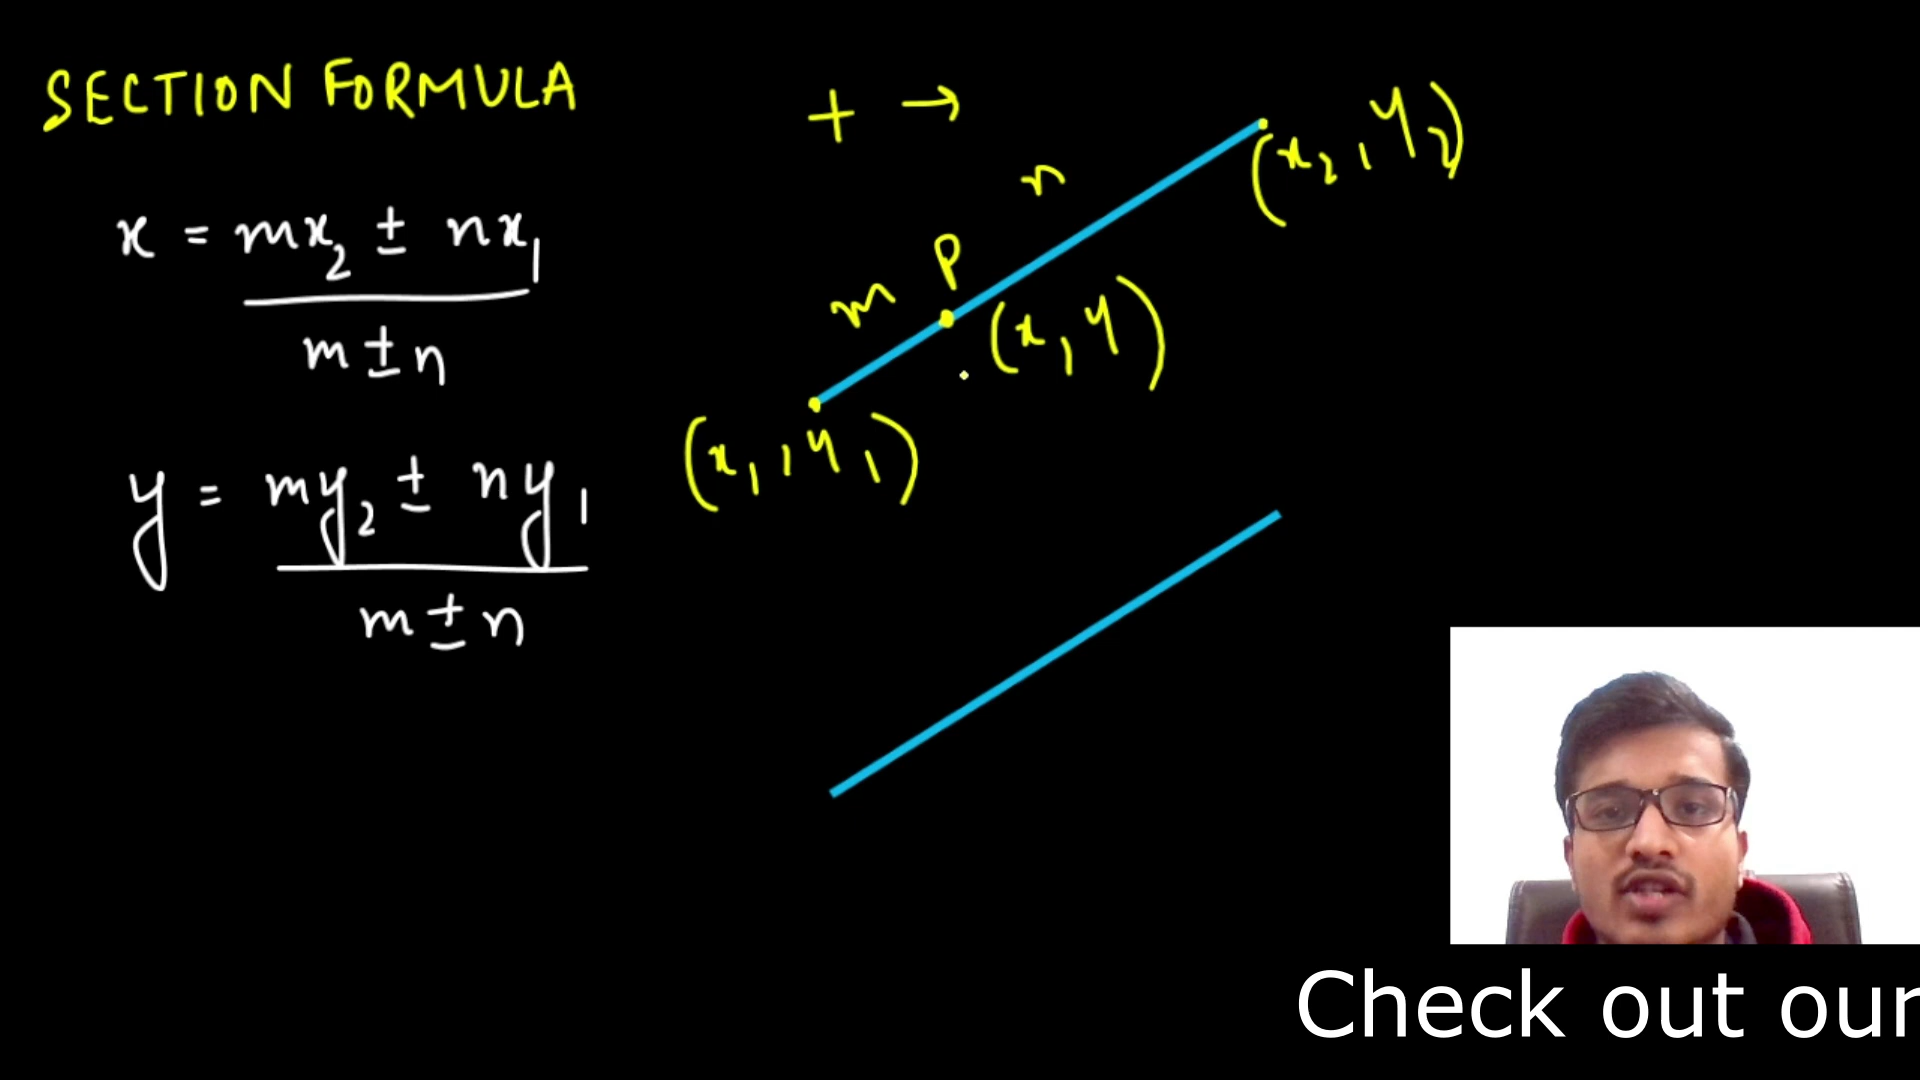 SECTION FORMULA
x = mx₂ ± nx₁
m ± n
y = my₂ ± ny₁
m ± n
+ →
n
(x₂, y₂)
m P
(x, y)
(x₁, y₁)
Check out our